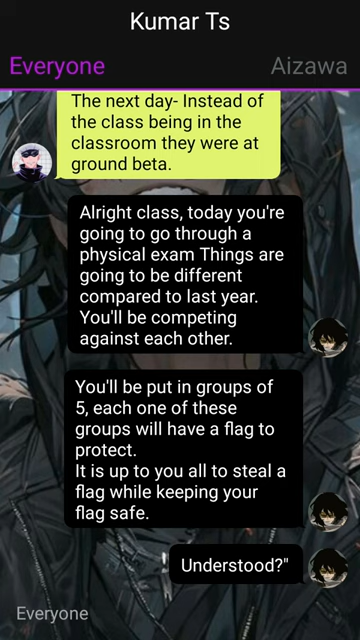 Kumar Ts
Everyone
Aizawa
The next day- Instead of
the class being in the
classroom they were at
ground beta.
Alright class, today you're
going to go through a
physical exam Things are
going to be different
compared to last year.
You'll be competing
against each other.
You'll be put in groups of
5, each one of these
groups will have a flag to
protect.
It is up to you all to steal a
flag while keeping your
flag safe.
Understood?"
Everyone